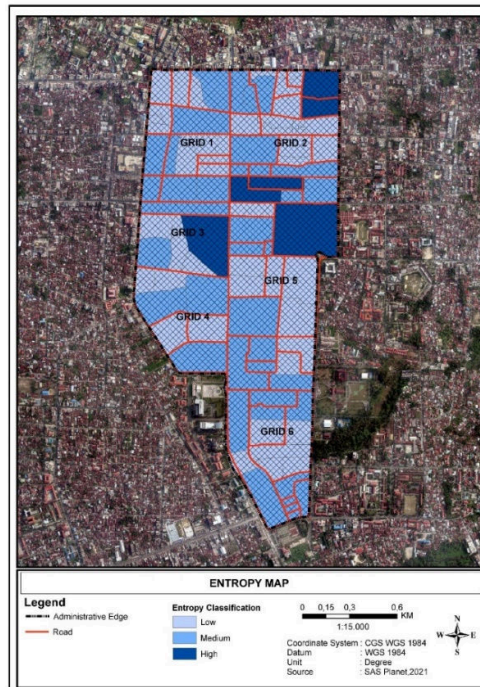 GRID 1
GRID 2
GRID 3
GRID 5
GRID 4
GRID 6
ENTROPY MAP
Legend
Administrative Edge
Road
Entropy Classification
Low
Medium
High
0 0,15 0,3 0,6 KM
1:15.000
N
W E
S
Coordinate System : CGS WGS 1984
Datum : WGS 1984
Unit : Degree
Source : SAS Planet,2021